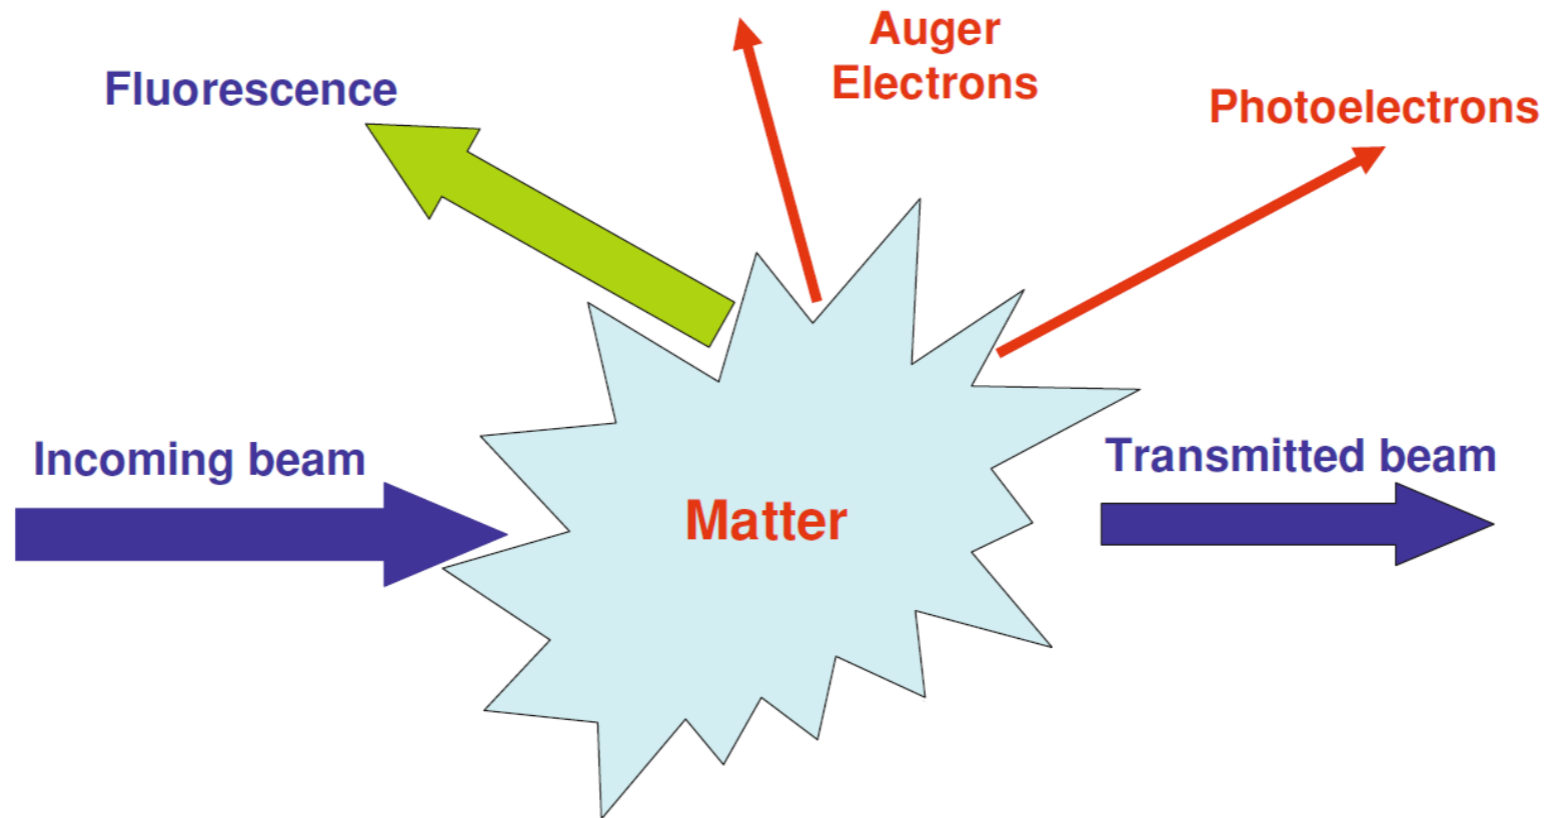 Auger
Electrons
Fluorescence
Photoelectrons
Incoming beam
Transmitted beam
Matter